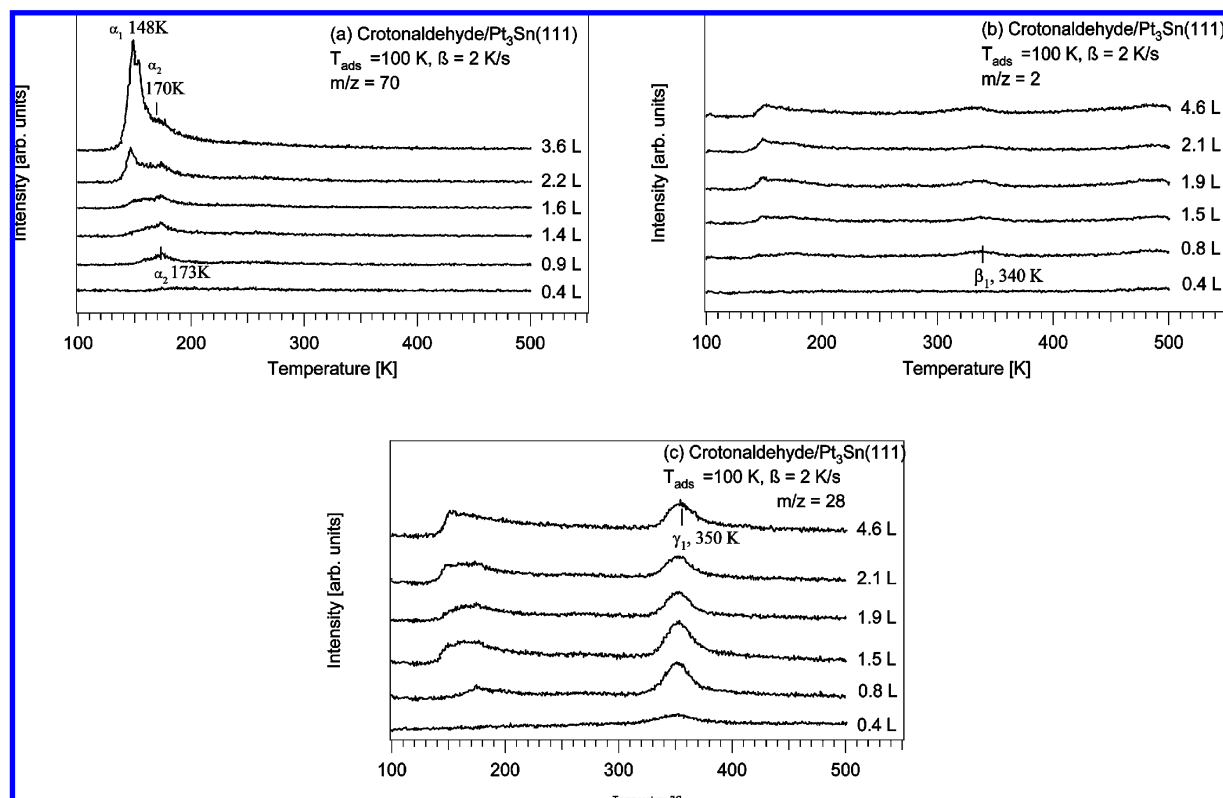 α₁ 148K
α₂
170K
(a) Crotonaldehyde/Pt₃Sn(111)
T_ads =100 K, ß = 2 K/s
m/z = 70
Intensity [arb. units]
3.6 L
2.2 L
1.6 L
1.4 L
0.9 L
α₂ 173K
0.4 L
100 200 300 400 500
Temperature [K]
(b) Crotonaldehyde/Pt₃Sn(111)
T_ads =100 K, ß = 2 K/s
m/z = 2
Intensity [arb. units]
4.6 L
2.1 L
1.9 L
1.5 L
0.8 L
β₁, 340 K
0.4 L
100 200 300 400 500
Temperature [K]
(c) Crotonaldehyde/Pt₃Sn(111)
T_ads =100 K, ß = 2 K/s
m/z = 28
Intensity [arb. units]
4.6 L
γ₁, 350 K
2.1 L
1.9 L
1.5 L
0.8 L
0.4 L
100 200 300 400 500